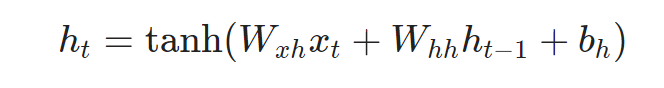 h_t = tanh(W_{xh}x_t + W_{hh}h_{t-1} + b_h)